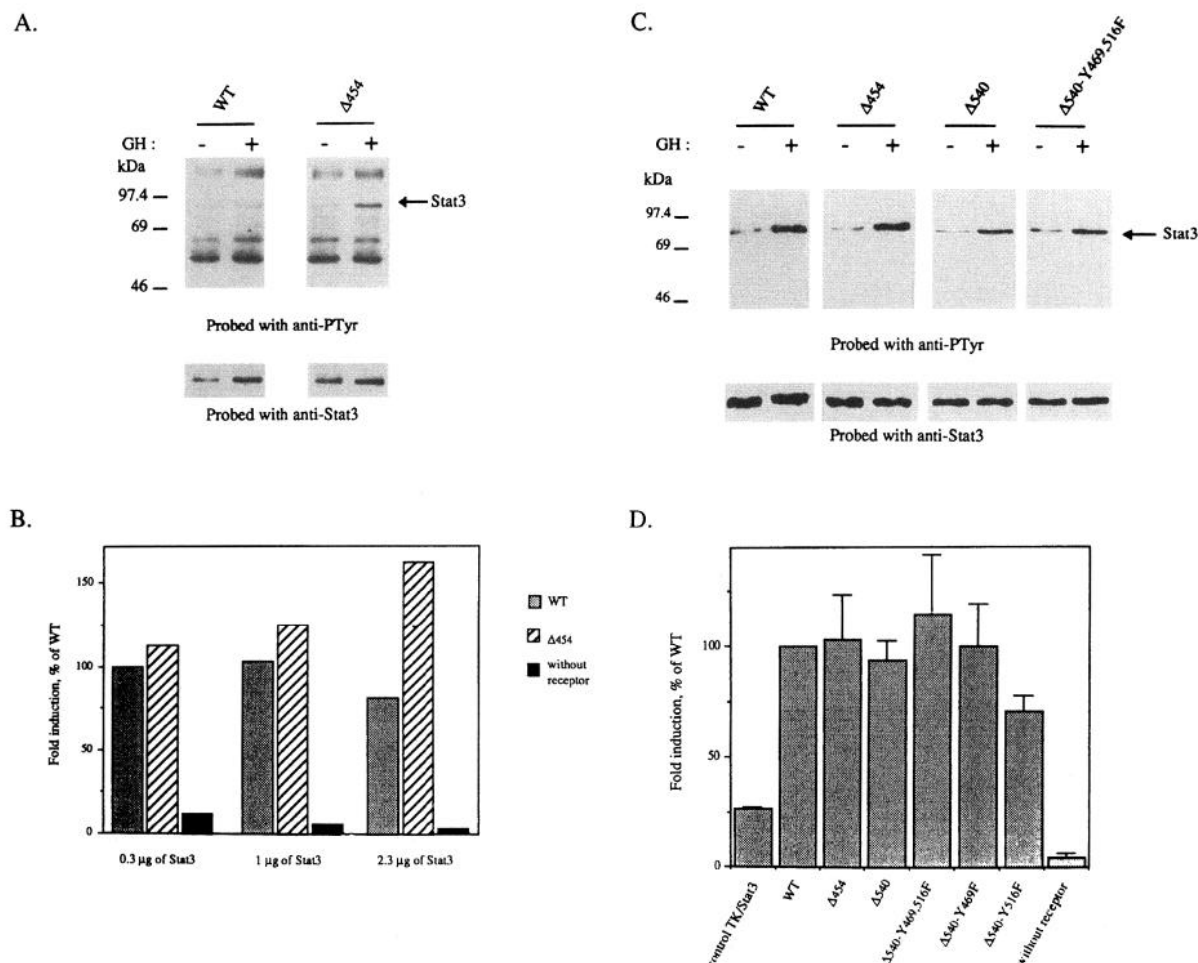 A.
WT
Δ454
GH :
-
+
-
+
kDa
97.4
69
46
Stat3
Probed with anti-PTyr
Probed with anti-Stat3
B.
Fold induction, % of WT
150
100
50
0
0.3 µg of Stat3
1 µg of Stat3
2.3 µg of Stat3
WT
Δ454
without
receptor
C.
WT
Δ454
Δ540
Δ540-Y469,516F
GH :
-
+
-
+
-
+
-
+
kDa
97.4
69
46
Stat3
Probed with anti-PTyr
Probed with anti-Stat3
D.
Fold induction, % of WT
100
50
0
TK/Stat3
WT
Δ454
Δ540
Δ540-Y469,516F
Δ540-Y469F
Δ540-Y516F
without receptor